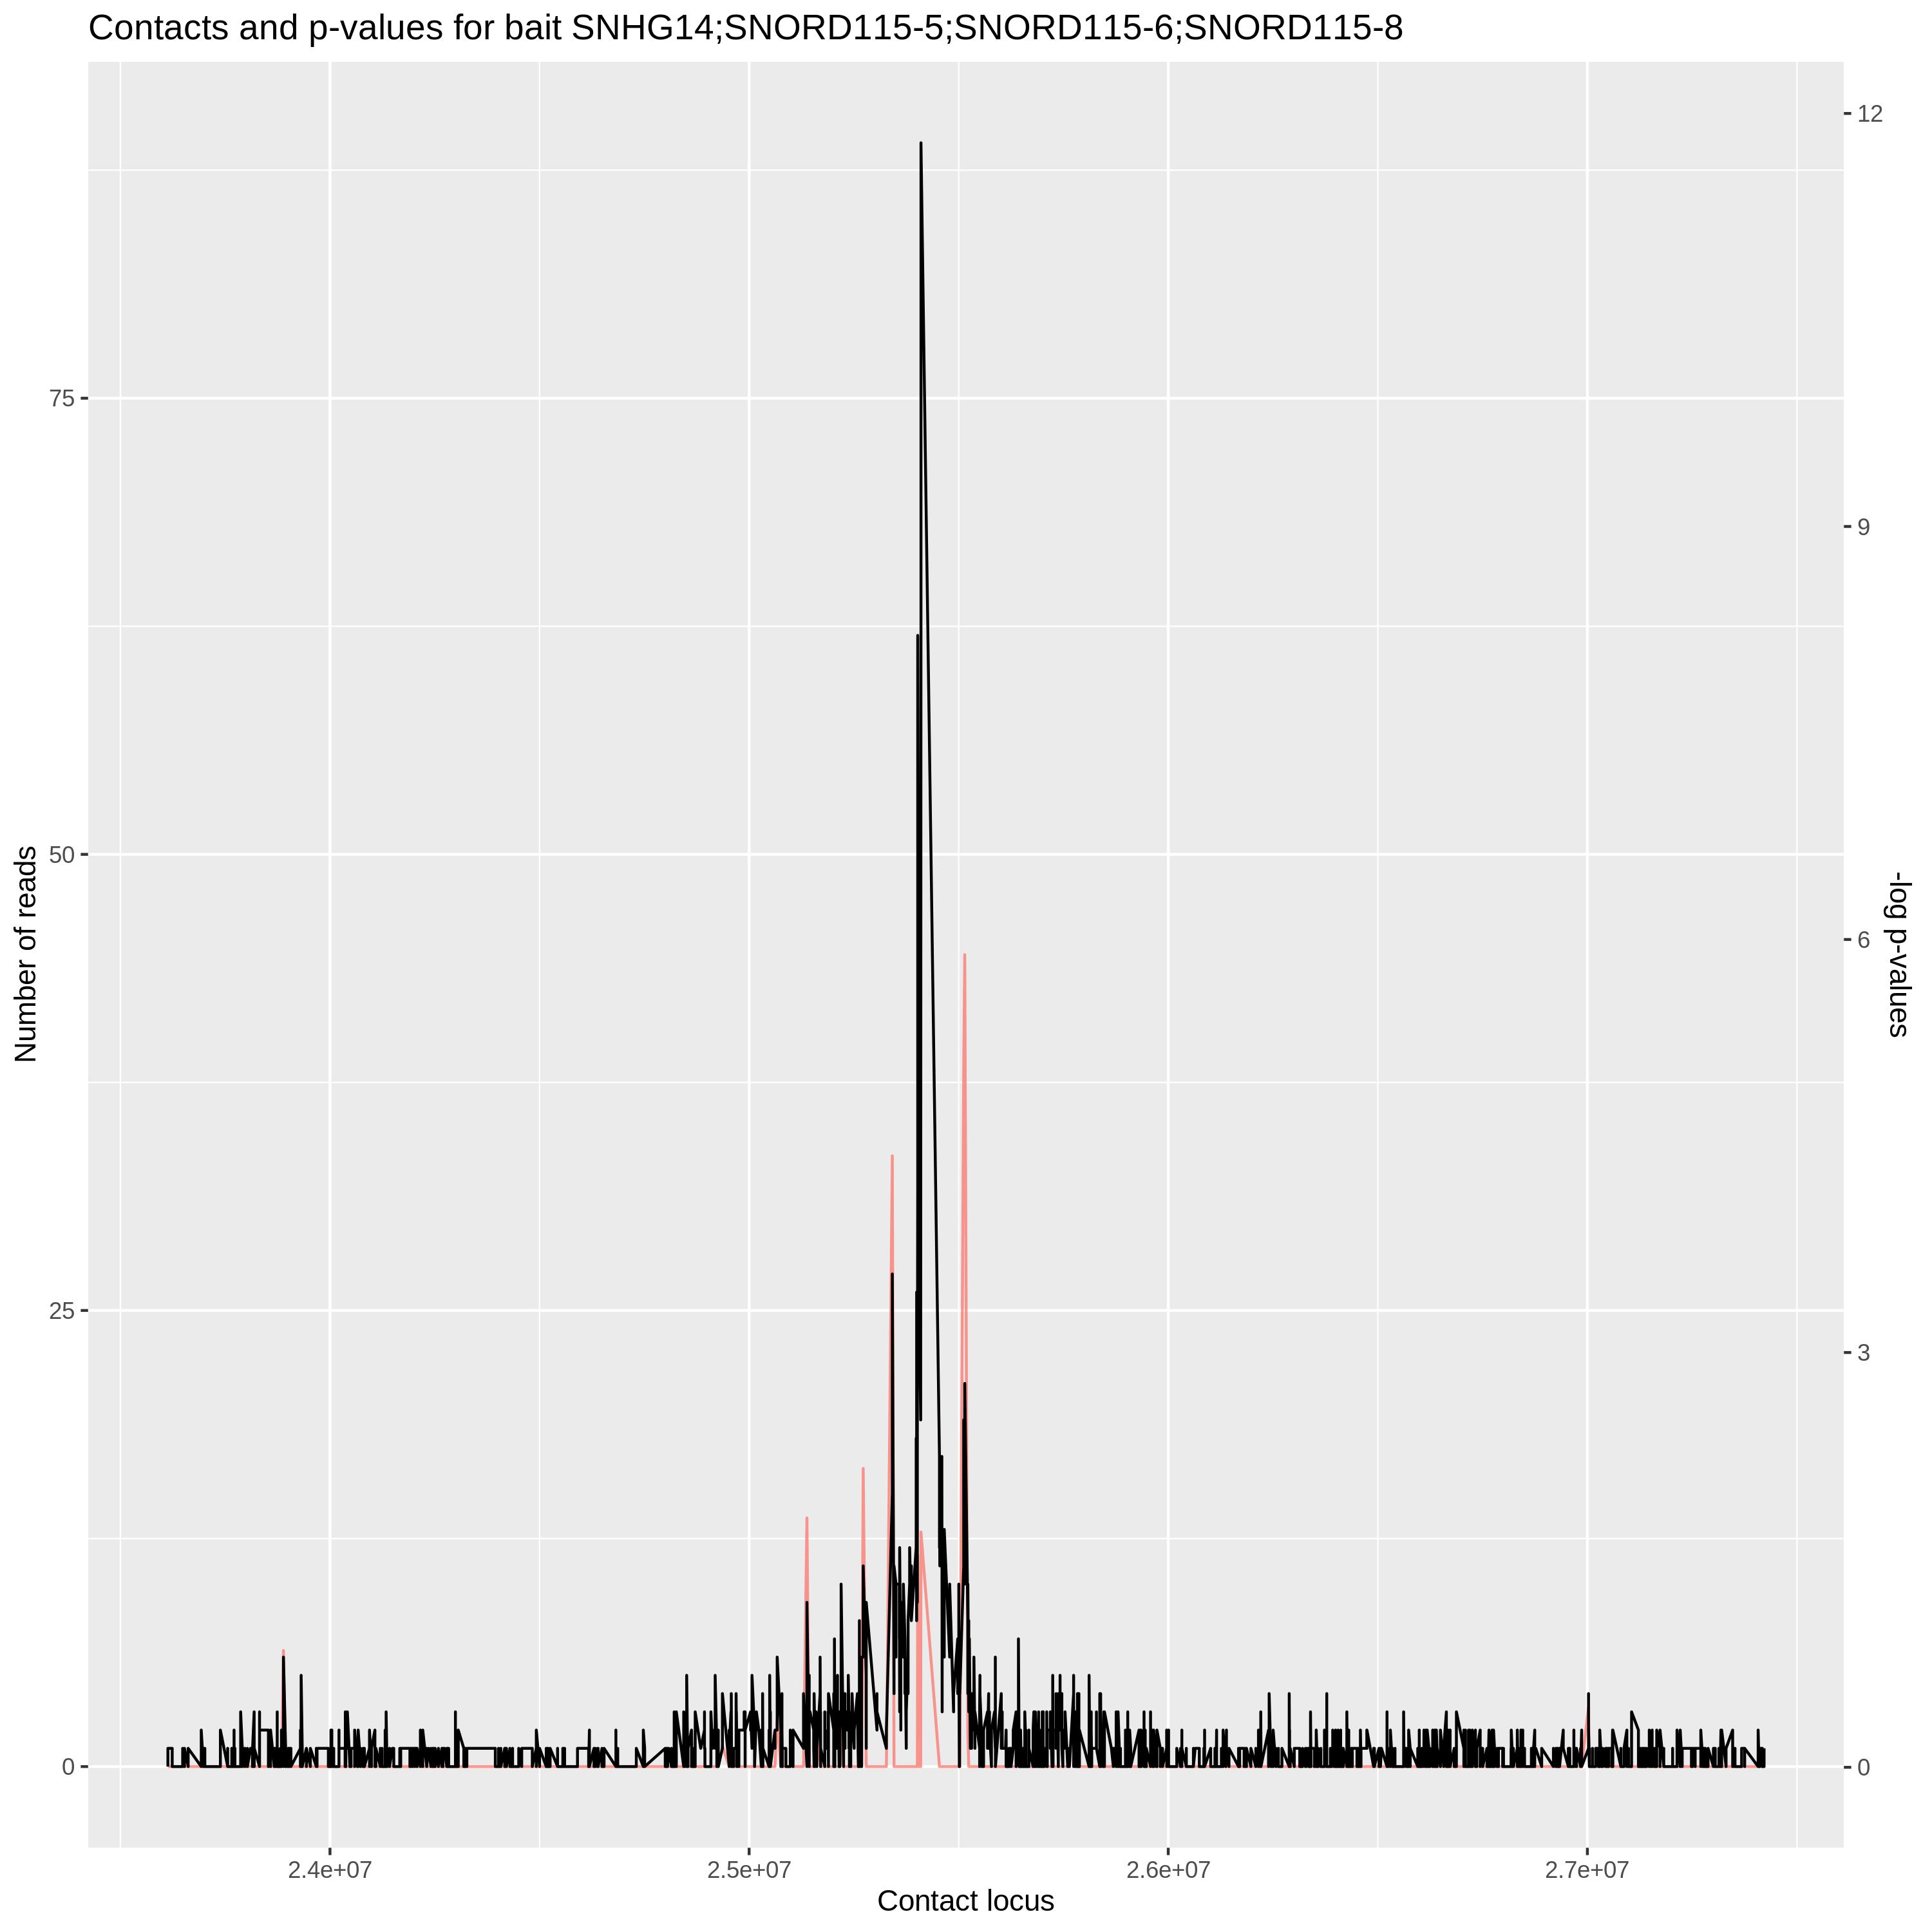 Contacts and p-values for bait SNHG14;SNORD115-5;SNORD115-6;SNORD115-8
12
75
9
50
6
25
3
0
0
Number of reads
-log p-values
2.4e+07
2.5e+07
2.6e+07
2.7e+07
Contact locus